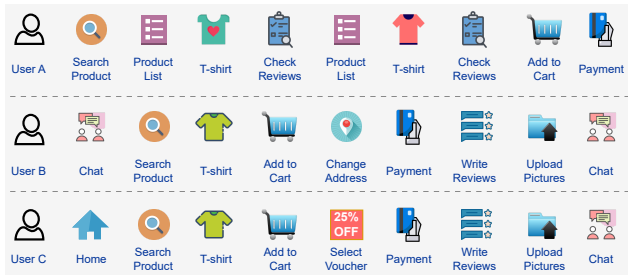 User A
Search
Product
Product
List
T-shirt
Check
Reviews
Product
List
T-shirt
Check
Reviews
Add to
Cart
Payment
User B
Chat
Search
Product
T-shirt
Add to
Cart
Change
Address
Payment
Write
Reviews
Upload
Pictures
Chat
25%
OFF
User C
Home
Search
Product
T-shirt
Add to
Cart
Select
Voucher
Payment
Write
Reviews
Upload
Pictures
Chat